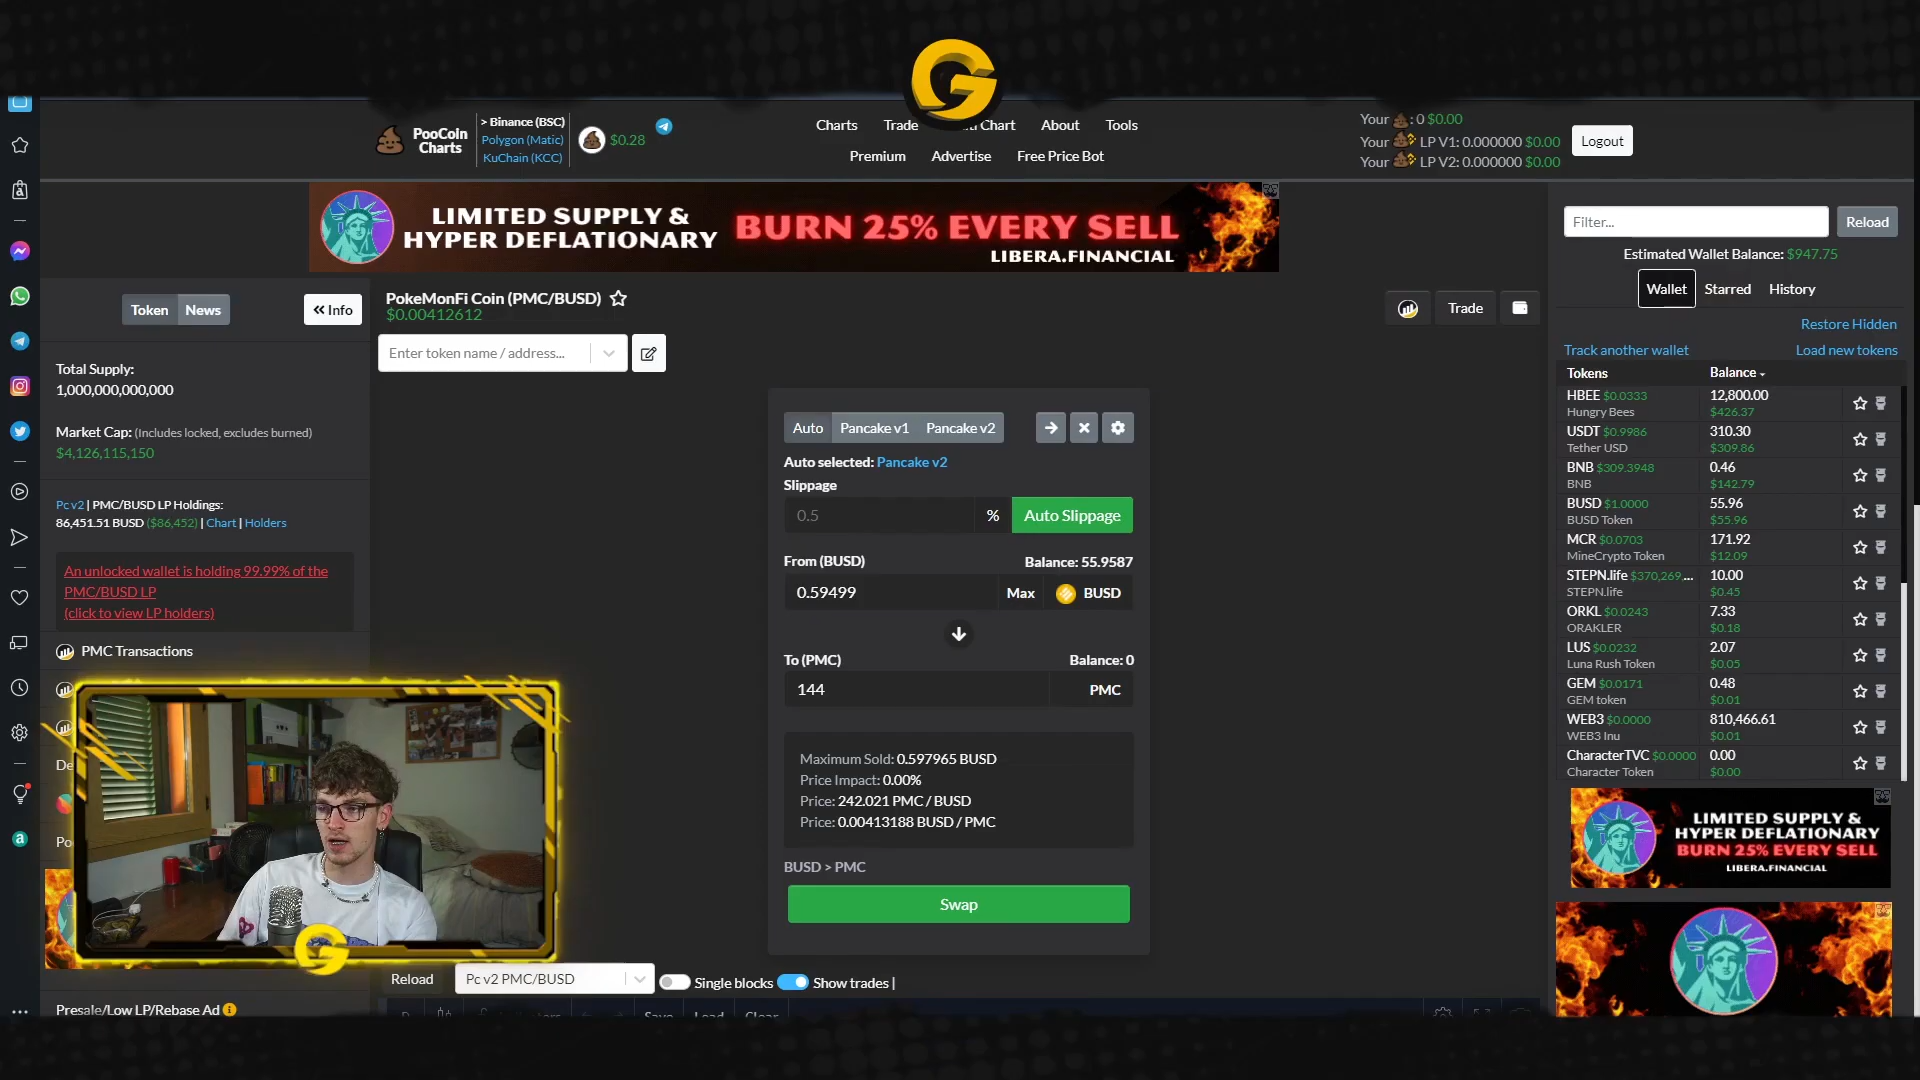 PooCoin
Charts
> Binance (BSC)
Polygon (Matic)
KuChain (KCC)
$0.28
Charts
Trade
Chart
About
Tools
Premium
Advertise
Free Price Bot
Your : 0 $0.00
Your LP V1: 0.000000 $0.00
Your LP V2: 0.000000 $0.00
Logout
LIMITED SUPPLY &
HYPER DEFLATIONARY
BURN 25% EVERY SELL
LIBERA.FINANCIAL
Token
News
« Info
Total Supply:
1,000,000,000,000
Market Cap: (Includes locked, excludes burned)
$4,126,115,150
Pc v2 | PMC/BUSD LP Holdings:
86,451.51 BUSD ($86,452) | Chart | Holders
An unlocked wallet is holding 99.99% of the
PMC/BUSD LP
(click to view LP holders)
PMC Transactions
De
Po
Presale/Low LP/Rebase Ad
PokeMonFi Coin (PMC/BUSD)
$0.00412612
Enter token name / address...
Trade
Auto
Pancake v1
Pancake v2
Auto selected: Pancake v2
Slippage
0.5
%
Auto Slippage
From (BUSD)
Balance: 55.9587
0.59499
Max
BUSD
To (PMC)
Balance: 0
144
PMC
Maximum Sold: 0.597965 BUSD
Price Impact: 0.00%
Price: 242.021 PMC / BUSD
Price: 0.00413188 BUSD / PMC
BUSD > PMC
Swap
Reload
Pc v2 PMC/BUSD
Single blocks
Show trades |
Save
Load
Clear
Filter...
Reload
Estimated Wallet Balance: $947.75
Wallet
Starred
History
Restore Hidden
Track another wallet
Load new tokens
Tokens
Balance
HBEE $0.0333
12,800.00
Hungry Bees
$426.37
USDT $0.9986
310.30
Tether USD
$309.86
BNB $309.3948
0.46
BNB
$142.79
BUSD $1.0000
55.96
BUSD Token
$55.96
MCR $0.0703
171.92
MineCrypto Token
$12.09
STEPN.life $370,269,...
10.00
STEPN.life
$0.45
ORKL $0.0243
7.33
ORAKLER
$0.18
LUS $0.0232
2.07
Luna Rush Token
$0.05
GEM $0.0171
0.48
GEM token
$0.01
WEB3 $0.0000
810,466.61
WEB3 Inu
$0.01
CharacterTVC $0.0000
0.00
Character Token
$0.00
LIMITED SUPPLY &
HYPER DEFLATIONARY
BURN 25% EVERY SELL
LIBERA.FINANCIAL